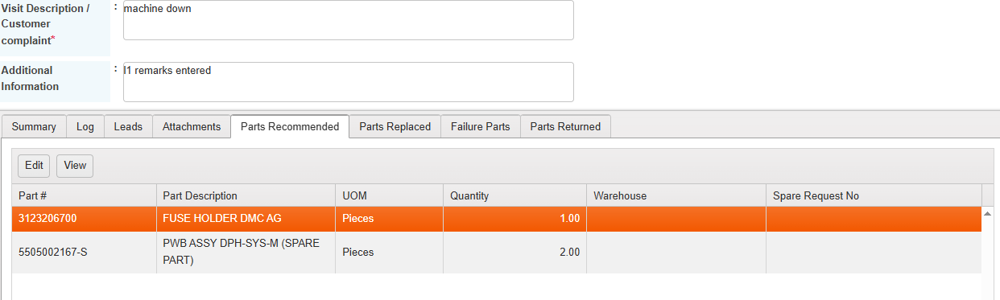 Visit Description / : machine down
Customer
complaint*
Additional : l1 remarks entered
Information
Summary Log Leads Attachments Parts Recommended Parts Replaced Failure Parts Parts Returned
Edit View
Part # Part Description UOM Quantity Warehouse Spare Request No
3123206700 FUSE HOLDER DMC AG Pieces 1.00
5505002167-S PWB ASSY DPH-SYS-M (SPARE Pieces 2.00
PART)